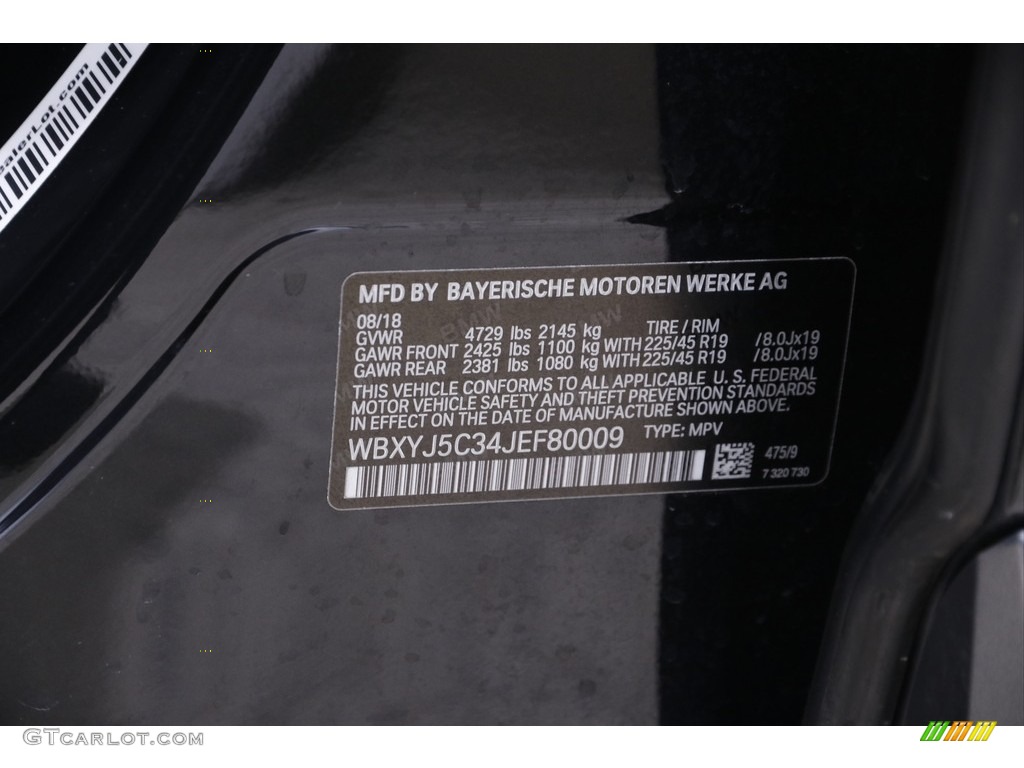 alerLot.com
MFD BY BAYERISCHE MOTOREN WERKE AG
08/18
GVWR 4729 lbs 2145 kg TIRE / RIM
GAWR FRONT 2425 lbs 1100 kg WITH 225/45 R19 /8.0Jx19
GAWR REAR 2381 lbs 1080 kg WITH 225/45 R19 /8.0Jx19
THIS VEHICLE CONFORMS TO ALL APPLICABLE U. S. FEDERAL
MOTOR VEHICLE SAFETY AND THEFT PREVENTION STANDARDS
IN EFFECT ON THE DATE OF MANUFACTURE SHOWN ABOVE.
WBXYJ5C34JEF80009 TYPE: MPV
475/9
7 320 730
GTCARLOT.COM